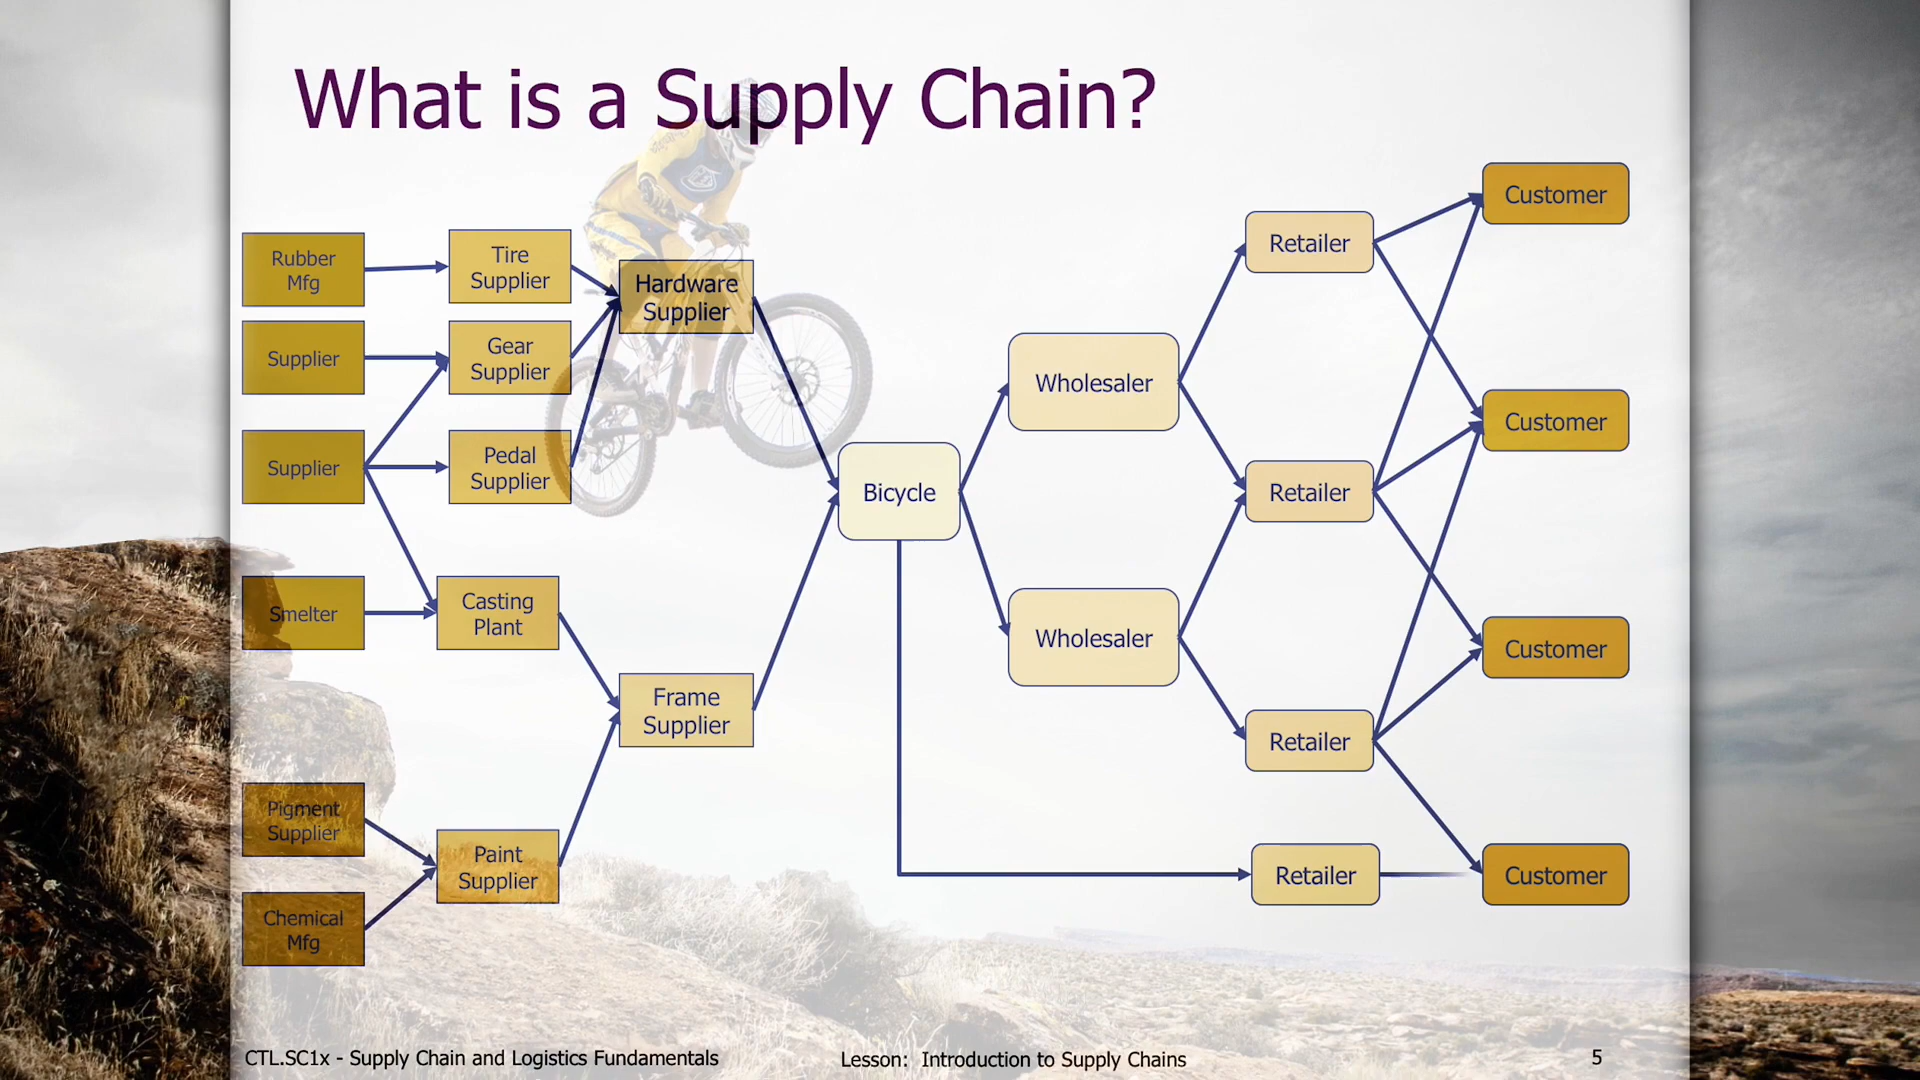 What is a Supply Chain?
Rubber
Mfg
Supplier
Supplier
Smelter
Pigment
Supplier
Chemical
Mfg
Tire
Supplier
Gear
Supplier
Pedal
Supplier
Casting
Plant
Paint
Supplier
Hardware
Supplier
Frame
Supplier
Bicycle
Wholesaler
Wholesaler
Retailer
Retailer
Retailer
Retailer
Customer
Customer
Customer
Customer
CTL.SC1x - Supply Chain and Logistics Fundamentals
Lesson: Introduction to Supply Chains
5